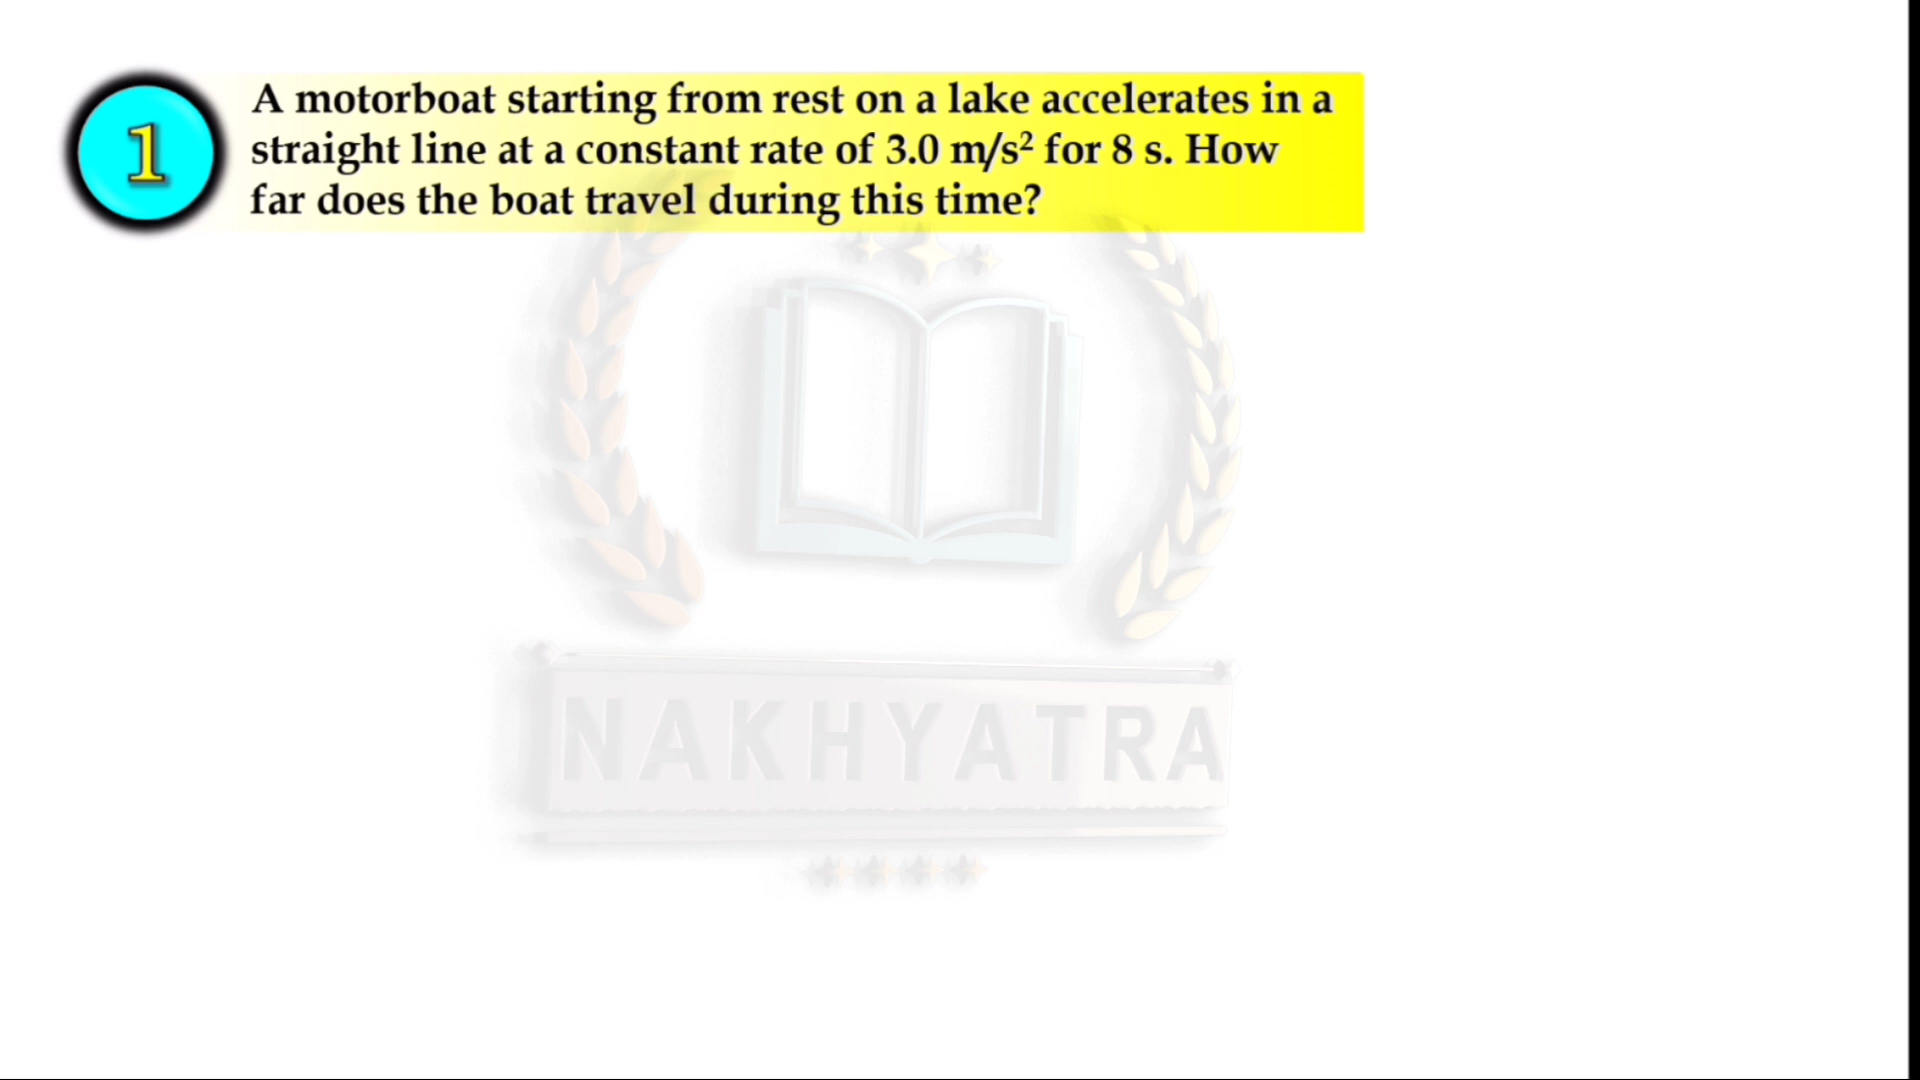 1
A motorboat starting from rest on a lake accelerates in a
straight line at a constant rate of 3.0 m/s² for 8 s. How
far does the boat travel during this time?
NAKHYATRA